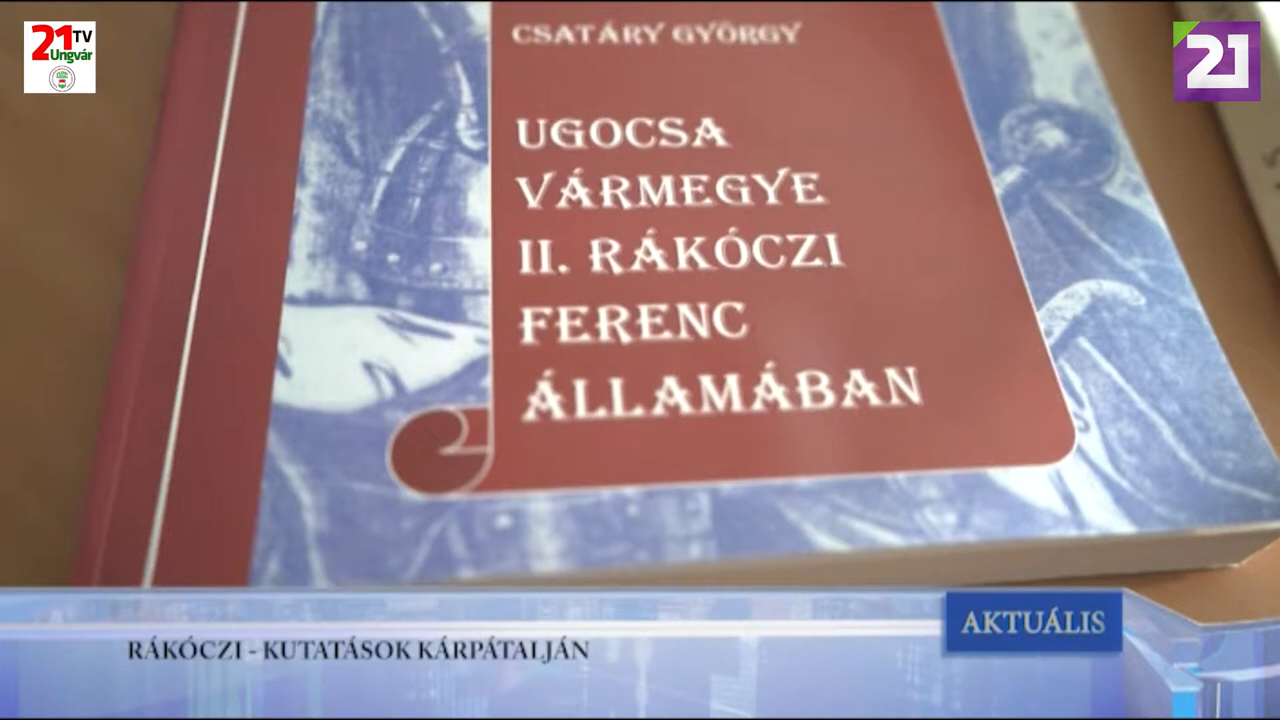 21 TV
Ungvár
21
CSATÁRY GYÖRGY
UGOCSA
VÁRMEGYE
II. RÁKÓCZI
FERENC
ÁLLAMÁBAN
AKTUÁLIS
RÁKÓCZI - KUTATÁSOK KÁRPÁTALJÁN